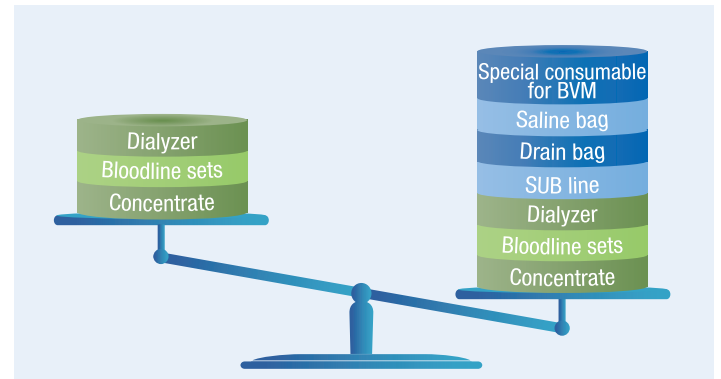 Dialyzer
Bloodline sets
Concentrate
Special consumable
for BVM
Saline bag
Drain bag
SUB line
Dialyzer
Bloodline sets
Concentrate